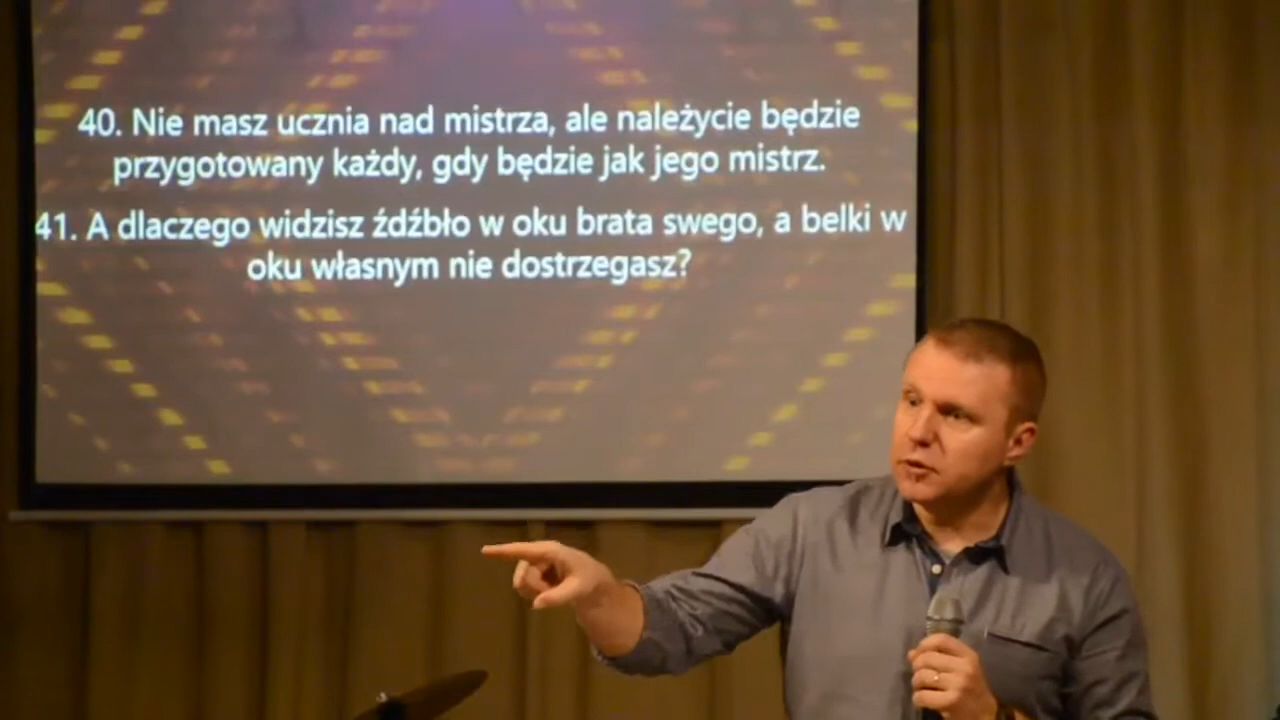 40. Nie masz ucznia nad mistrza, ale należycie będzie
przygotowany każdy, gdy będzie jak jego mistrz.
41. A dlaczego widzisz źdźbło w oku brata swego, a belki w
oku własnym nie dostrzegasz?